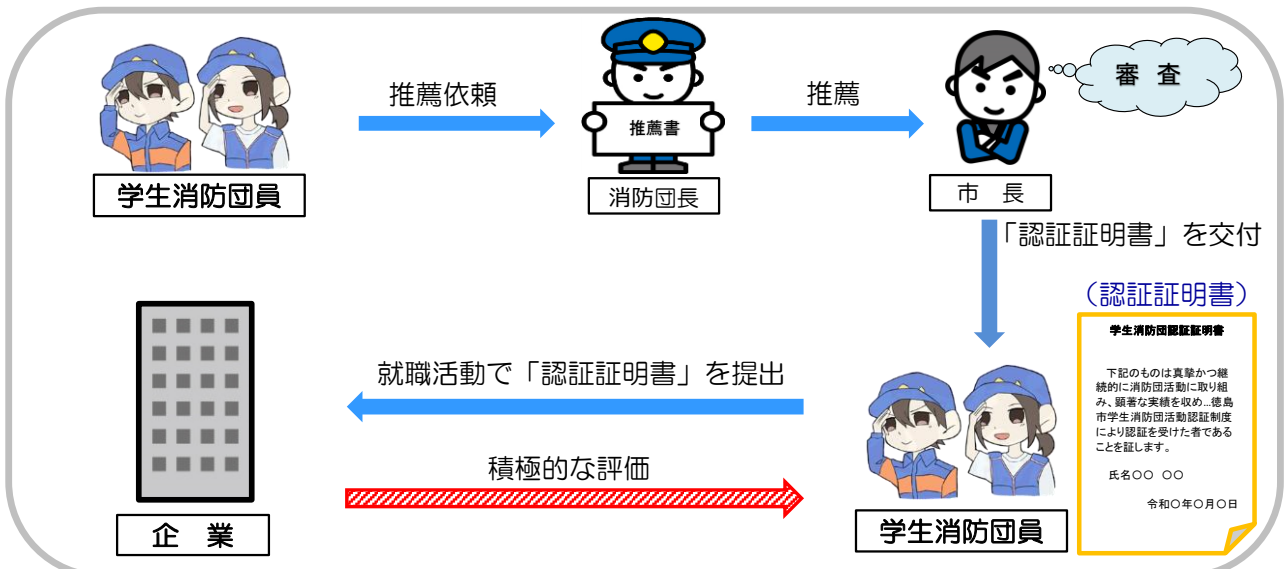 推薦依頼
推薦
審 査
推薦書
学生消防団員
消防団長
市 長
「認証証明書」を交付
(認証証明書)
学生消防団認証証明書
下記のものは真摯かつ継
続的に消防団活動に取り組
み、顕著な実績を収め…徳島
市学生消防団活動認証制度
により認証を受けた者である
ことを証します。
氏名〇〇 〇〇
令和〇年〇月〇日
就職活動で「認証証明書」を提出
積極的な評価
企 業
学生消防団員